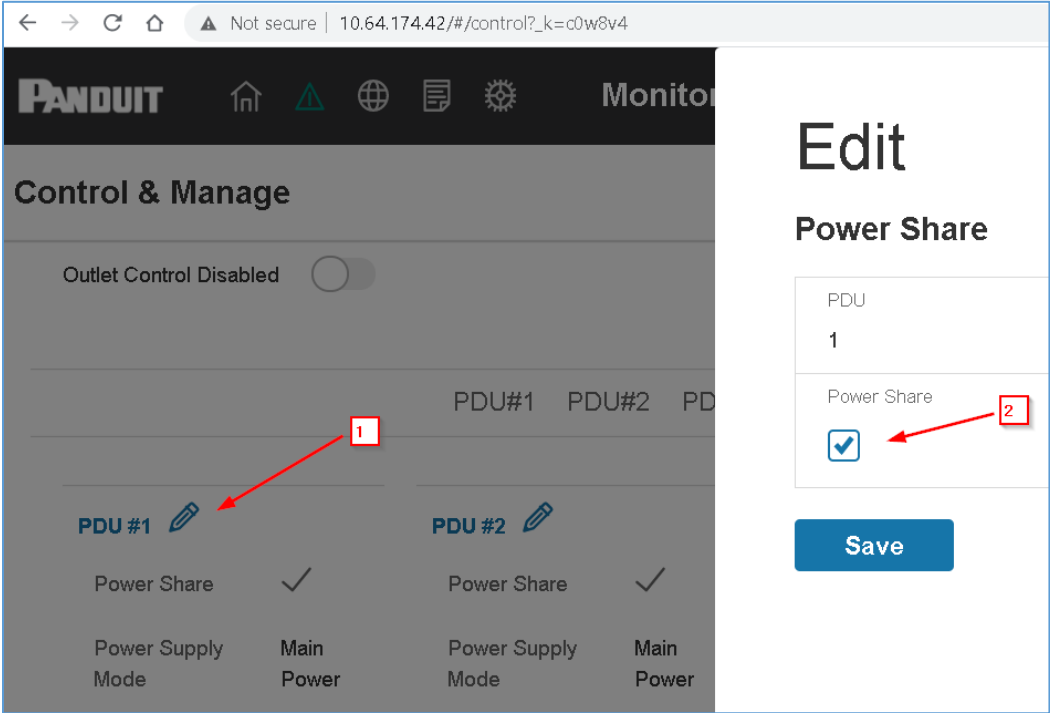 Not secure | 10.64.174.42/#/control?_k=c0w8v4
PANDUIT
Monitor
Edit
Control & Manage
Power Share
Outlet Control Disabled
PDU
1
PDU#1 PDU#2 PD
Power Share
1
2
PDU #1
PDU #2
Save
Power Share
Power Share
Power Supply Mode
Main Power
Power Supply Mode
Main Power